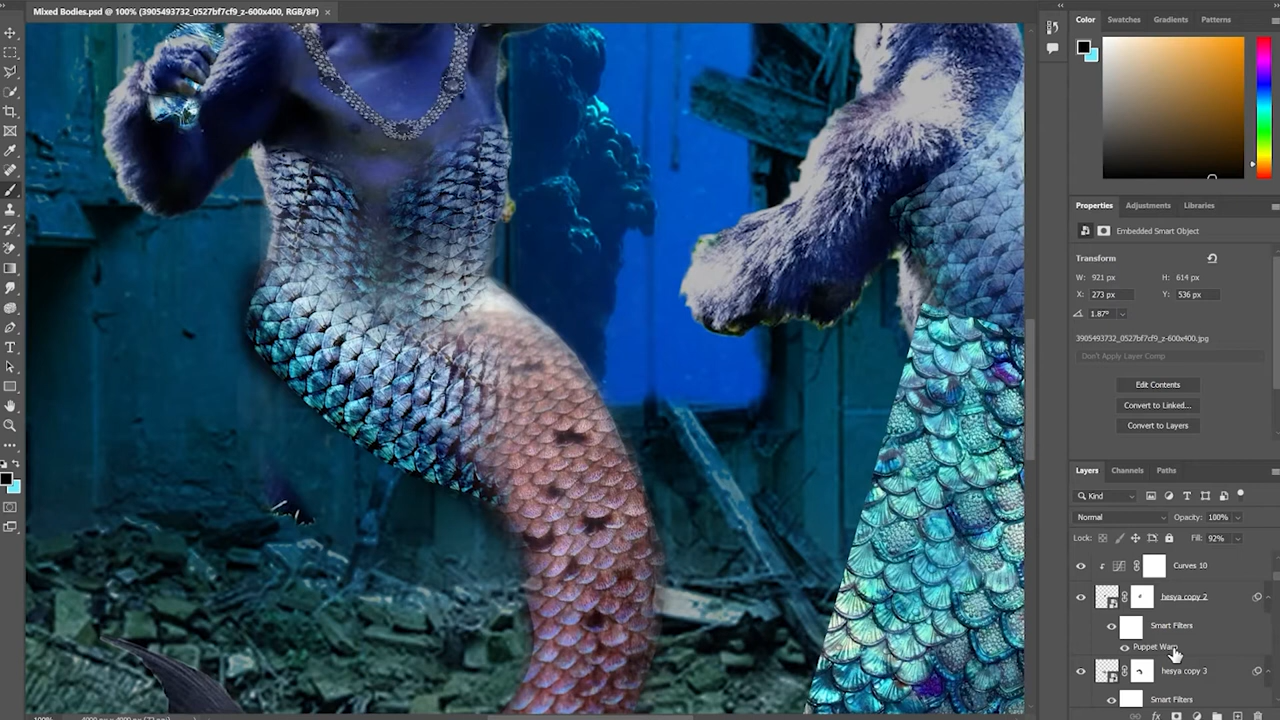 Mixed Bodies.psd @ 100% (3905493732_0527bf7cf9_z-600x400, RGB/8#) ×
Color Swatches Gradients Patterns
Properties Adjustments Libraries
Embedded Smart Object
Transform
W: 921 px H: 614 px
X: 273 px Y: 536 px
1.87°
3905493732_0527bf7cf9_z-600x400.jpg
Don't Apply Layer Comp
Edit Contents
Convert to Linked...
Convert to Layers
Layers Channels Paths
Kind
Normal Opacity: 100%
Lock: Fill: 92%
Curves 10
hesya copy 2
Smart Filters
Puppet Warp
hesya copy 3
Smart Filters